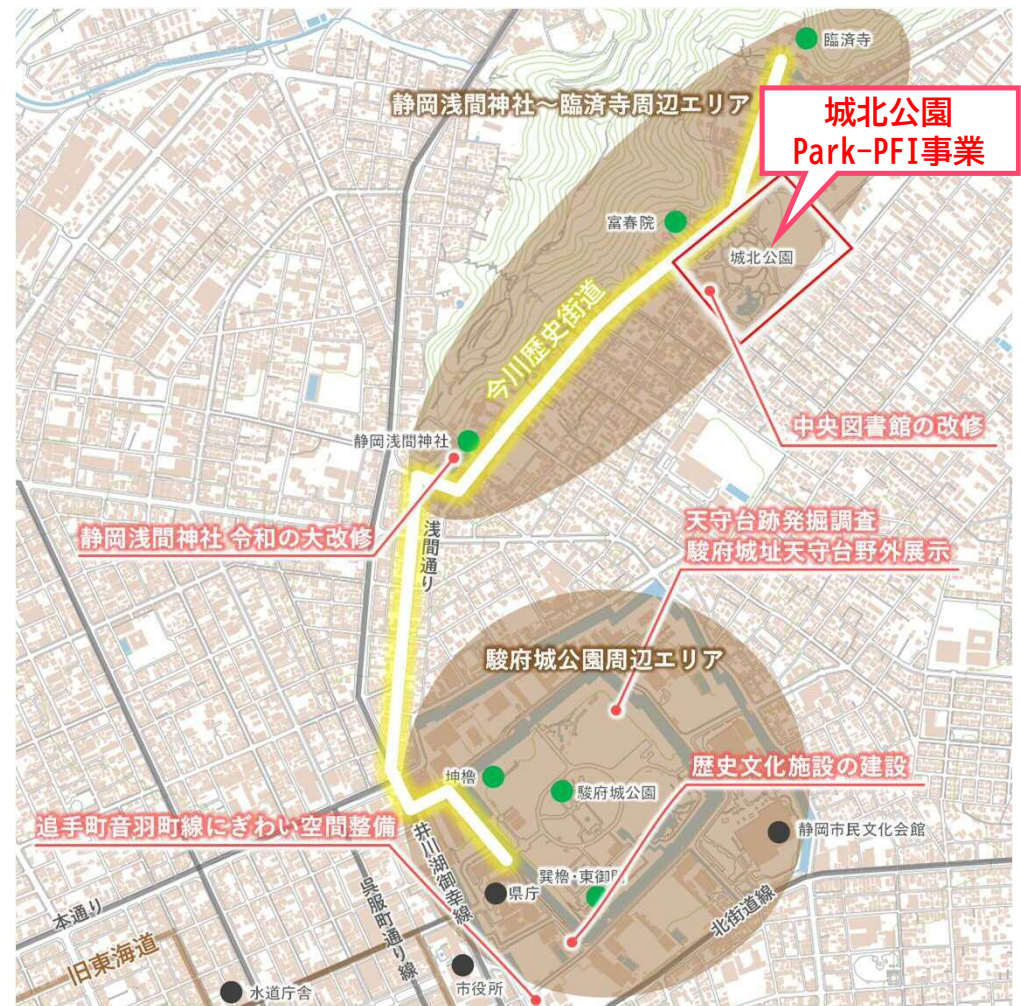 臨済寺
静岡浅間神社～臨済寺周辺エリア
城北公園
Park-PFI事業
富春院
城北公園
今川歴史街道
中央図書館の改修
静岡浅間神社
静岡浅間神社 令和の大改修
浅間通り
天守台跡発掘調査
駿府城址天守台野外展示
駿府城公園周辺エリア
坤櫓
駿府城公園
歴史文化施設の建設
追手町音羽町線にぎわい空間整備
静岡市民文化会館
井川湖御幸線
県庁
巽櫓・東御門
北街道線
本通り
呉服町通り線
旧東海道
市役所
水道庁舎